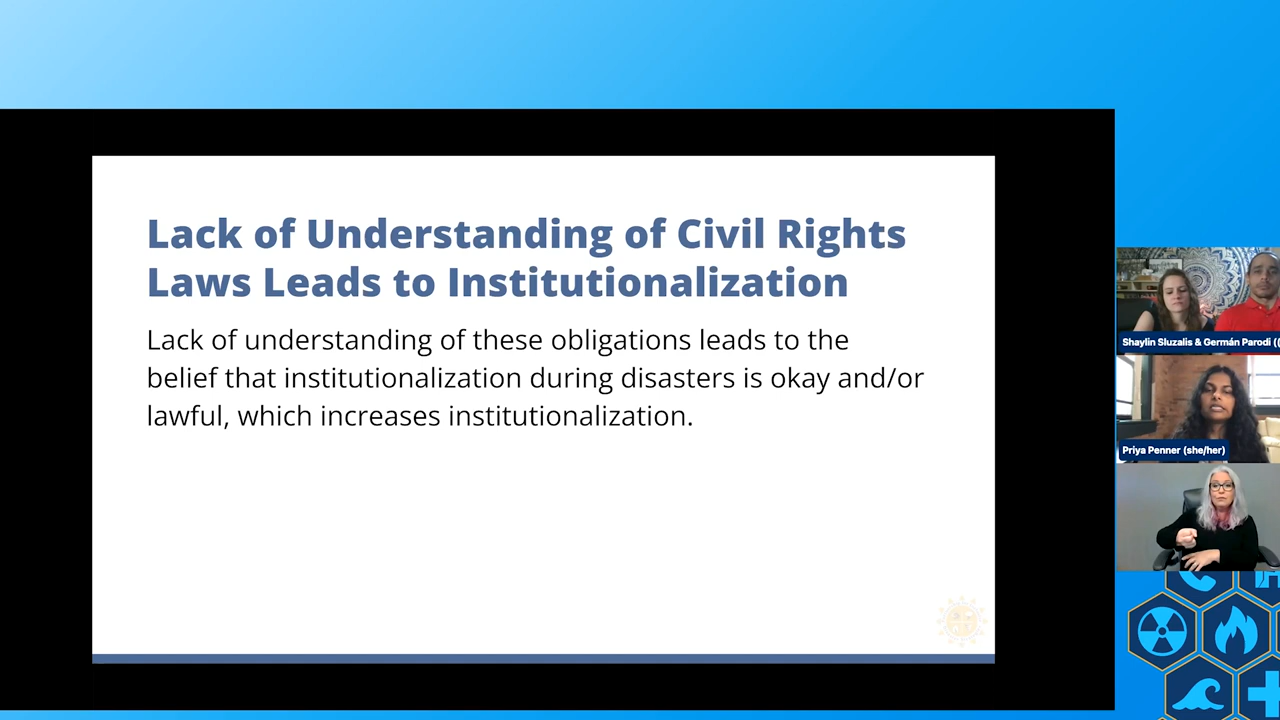 Lack of Understanding of Civil Rights
Laws Leads to Institutionalization
Lack of understanding of these obligations leads to the
belief that institutionalization during disasters is okay and/or
lawful, which increases institutionalization.
Shaylin Sluzalis & Germán Parodi ((
Priya Penner (she/her)